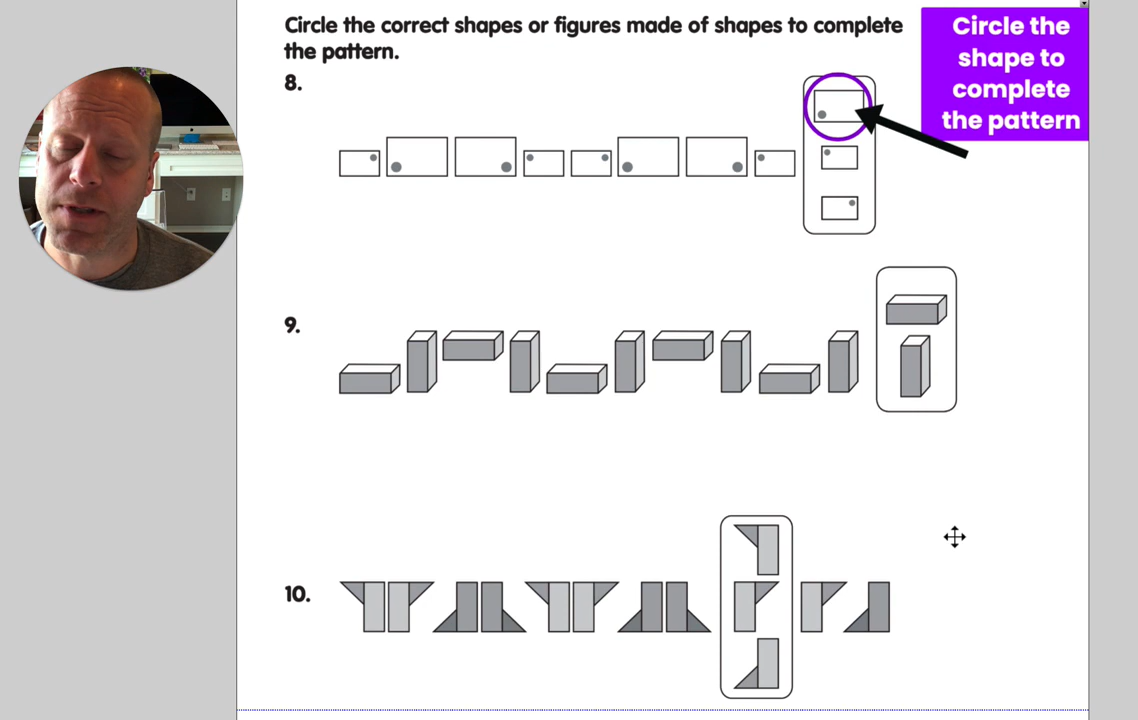 Circle the correct shapes or figures made of shapes to complete
the pattern.
Circle the
shape to
complete
the pattern
8.
9.
10.